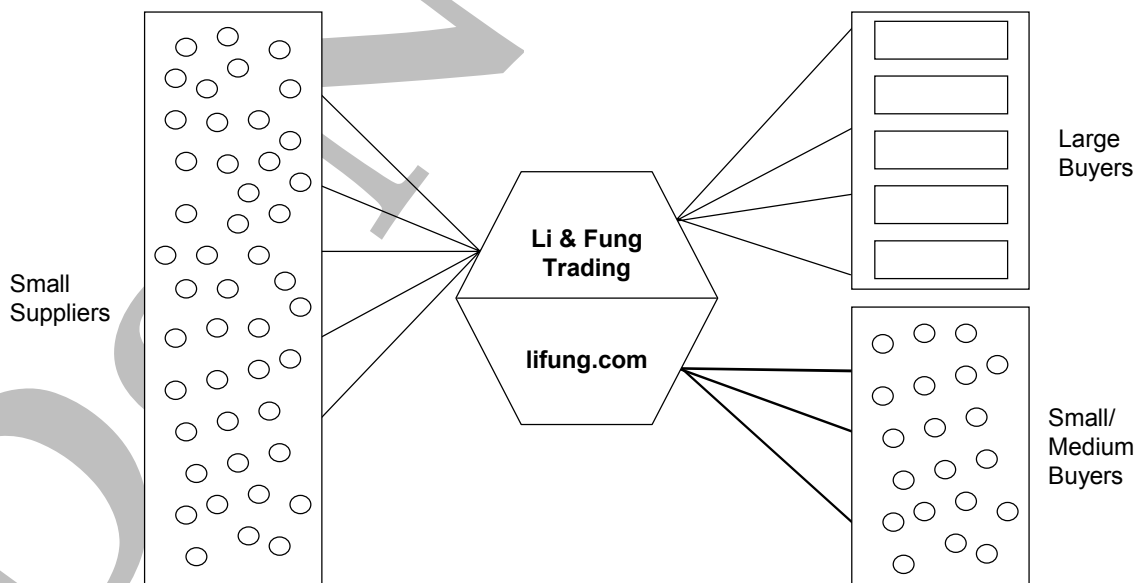 Small
Suppliers
Li & Fung
Trading
lifung.com
Large
Buyers
Small/
Medium
Buyers